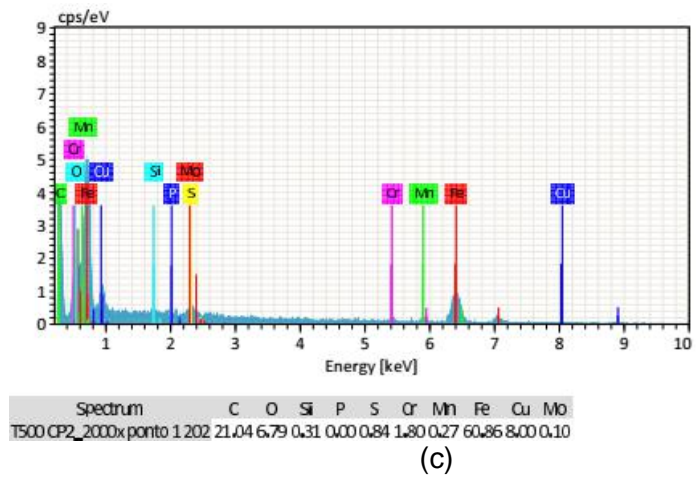 cps/eV
9
8
7
6
5
4
3
2
1
0
Mn
Cr
O Cu Si Mo
C Fe P S Cr Mn Fe Cu
1 2 3 4 5 6 7 8 9 10
Energy [keV]
Spectrum C O Si P S Cr Mn Fe Cu Mo
T500 CP2_2000x ponto 1 202 21.04 6.79 0.31 0.00 0.84 1.80 0.27 60.86 8.00 0.10
(c)